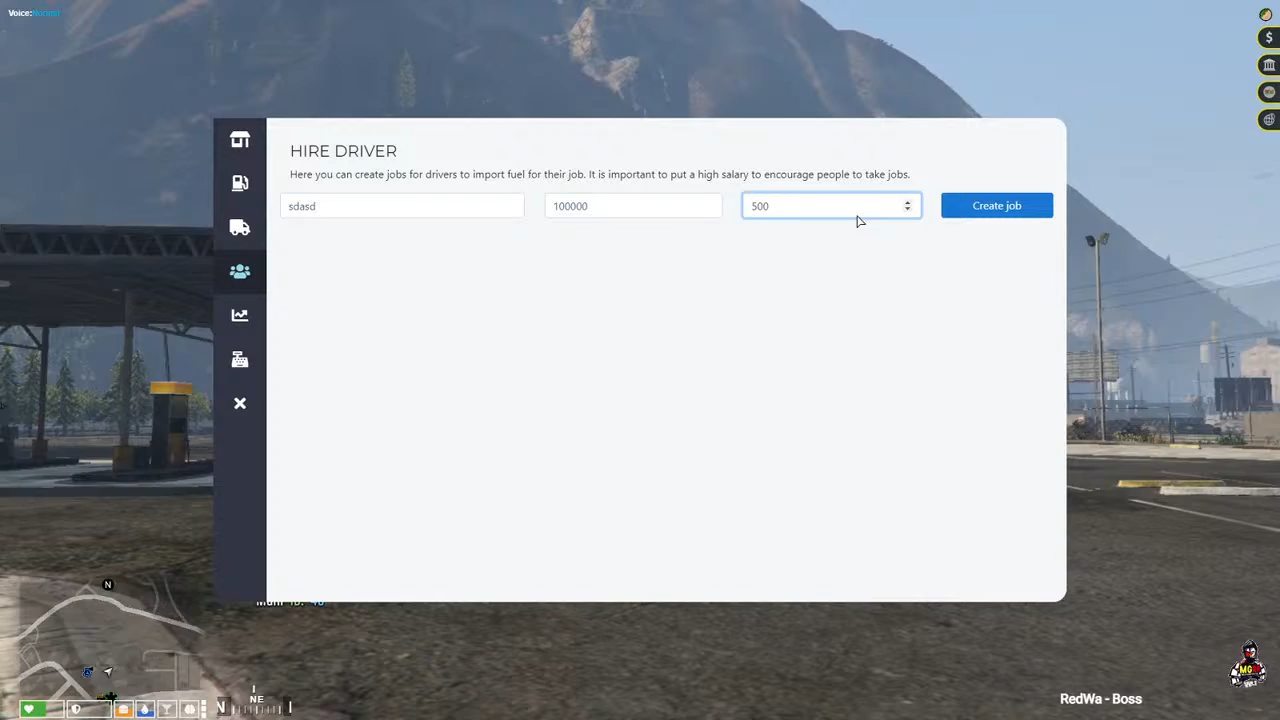 Voice:Normal
HIRE DRIVER
Here you can create jobs for drivers to import fuel for their job. It is important to put a high salary to encourage people to take jobs.
sdasd
100000
500
Create job
N
N
NE
RedWa - Boss